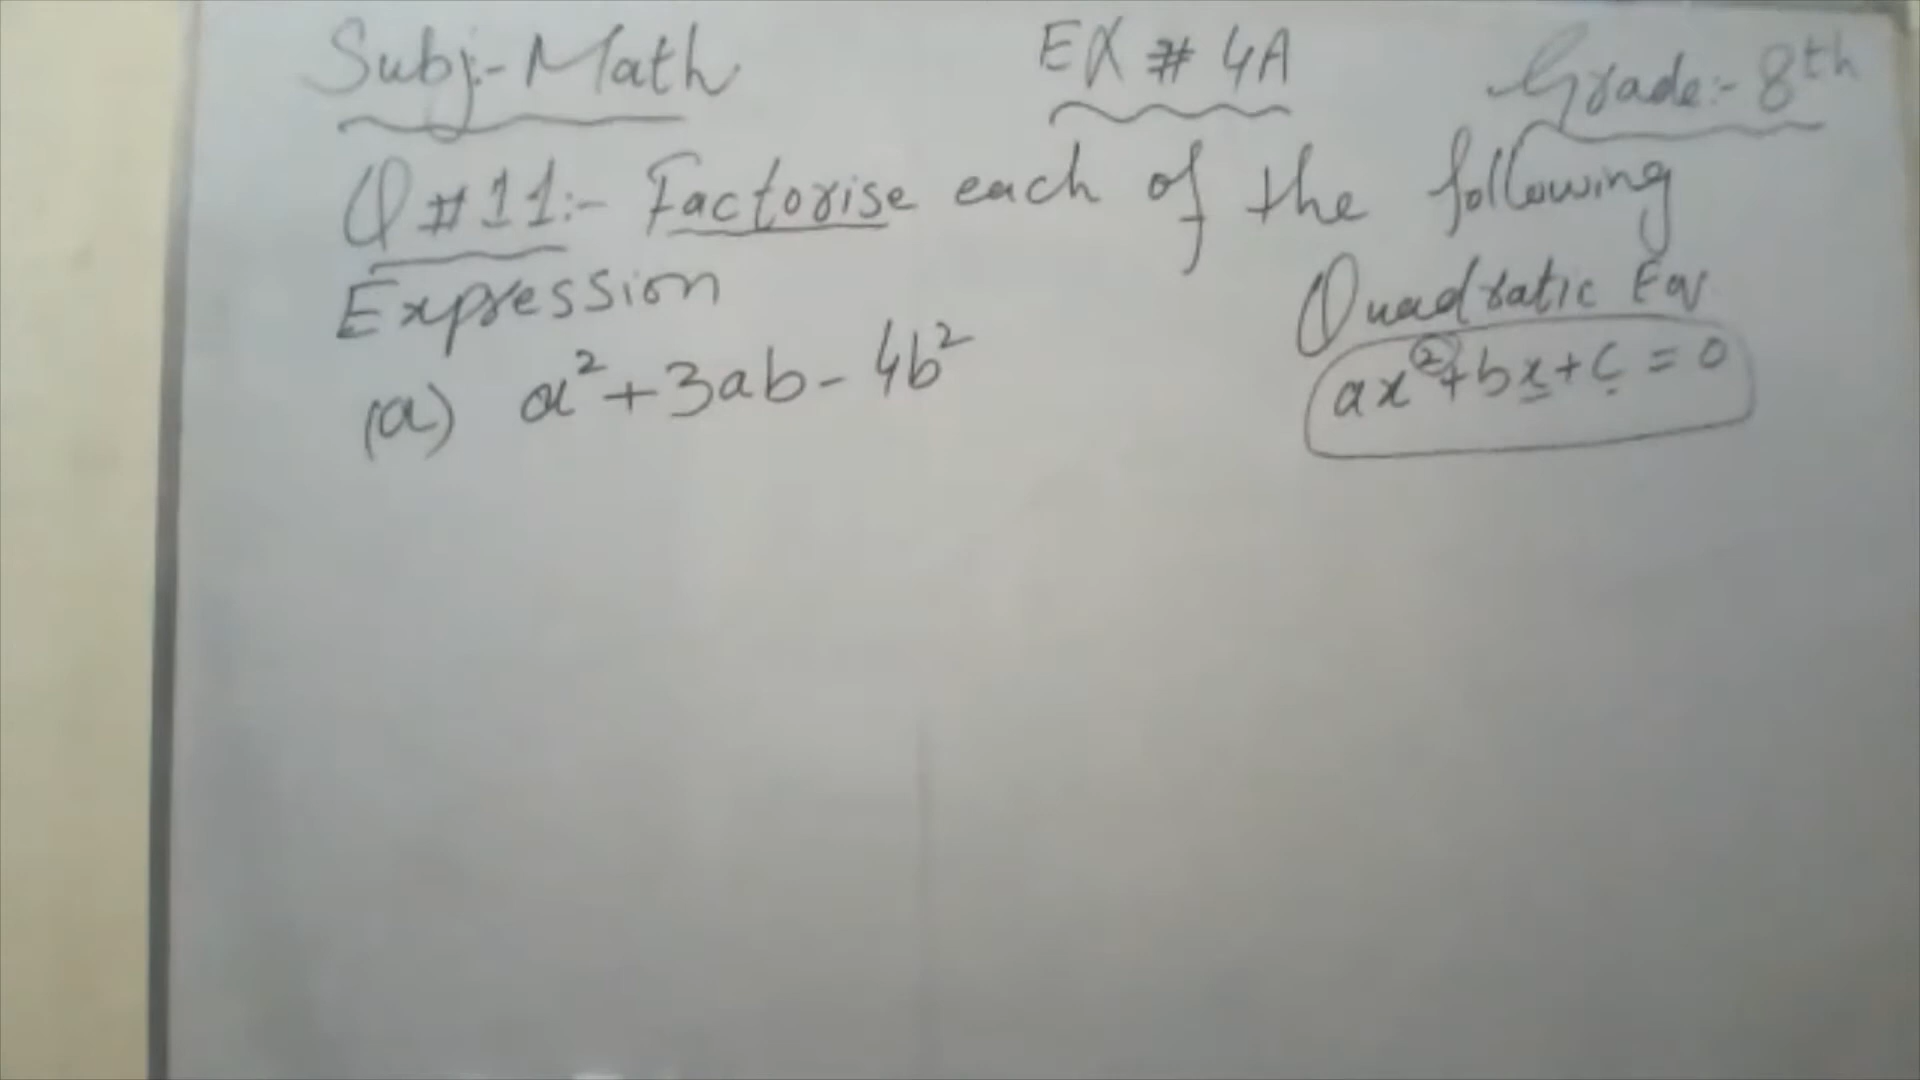 Subj:- Math EX # 4A Grade:- 8th
Q # 11:- Factorise each of the following
Expression
Quadratic Eq
(a) a² + 3ab - 4b²
ax² + bx + c = 0